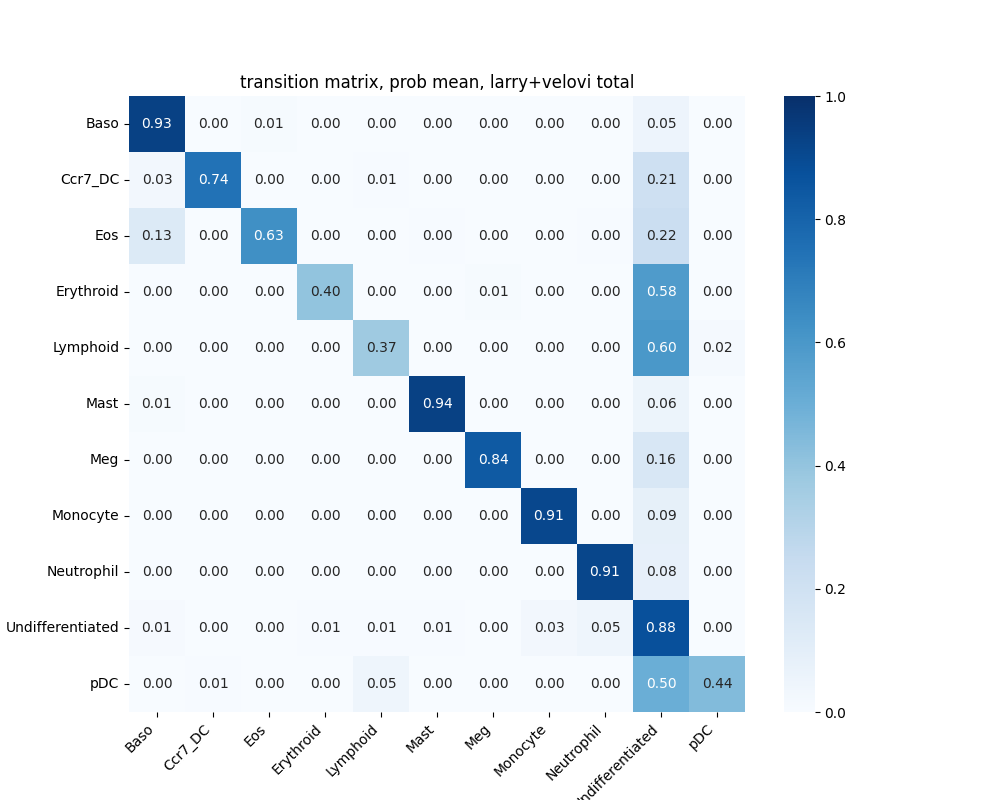 transition matrix, prob mean, larry+velovi total
Baso 0.93 0.00 0.01 0.00 0.00 0.00 0.00 0.00 0.00 0.05 0.00
Ccr7_DC 0.03 0.74 0.00 0.00 0.01 0.00 0.00 0.00 0.00 0.21 0.00
Eos 0.13 0.00 0.63 0.00 0.00 0.00 0.00 0.00 0.00 0.22 0.00
Erythroid 0.00 0.00 0.00 0.40 0.00 0.00 0.01 0.00 0.00 0.58 0.00
Lymphoid 0.00 0.00 0.00 0.00 0.37 0.00 0.00 0.00 0.00 0.60 0.02
Mast 0.01 0.00 0.00 0.00 0.00 0.94 0.00 0.00 0.00 0.06 0.00
Meg 0.00 0.00 0.00 0.00 0.00 0.00 0.84 0.00 0.00 0.16 0.00
Monocyte 0.00 0.00 0.00 0.00 0.00 0.00 0.00 0.91 0.00 0.09 0.00
Neutrophil 0.00 0.00 0.00 0.00 0.00 0.00 0.00 0.00 0.91 0.08 0.00
Undifferentiated 0.01 0.00 0.00 0.01 0.01 0.01 0.00 0.03 0.05 0.88 0.00
pDC 0.00 0.01 0.00 0.00 0.05 0.00 0.00 0.00 0.00 0.50 0.44
Baso Ccr7_DC Eos Erythroid Lymphoid Mast Meg Monocyte Neutrophil ndifferentiated pDC
1.0
0.8
0.6
0.4
0.2
0.0